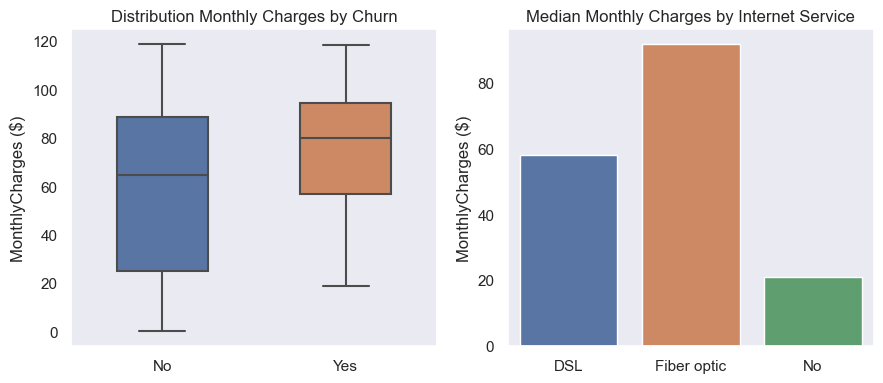 Distribution Monthly Charges by Churn
MonthlyCharges ($)
120
100
80
60
40
20
0
No
Yes
Median Monthly Charges by Internet Service
MonthlyCharges ($)
80
60
40
20
0
DSL
Fiber optic
No